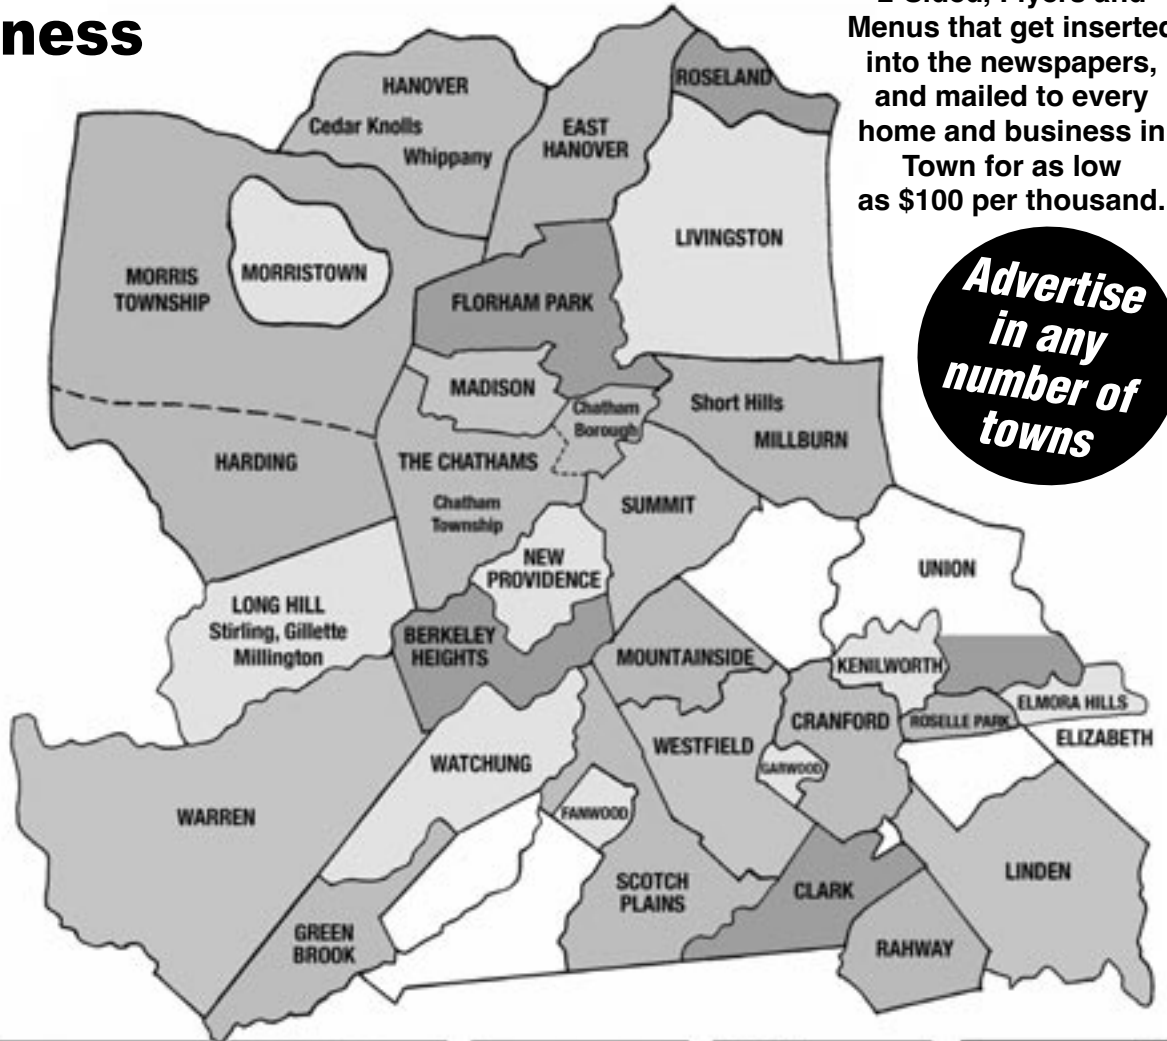 ness
Menus that get inserted
into the newspapers,
and mailed to every
home and business in
Town for as low
as $100 per thousand.
Advertise
in any
number of
towns
HANOVER
Cedar Knolls
Whippany
EAST
HANOVER
ROSELAND
LIVINGSTON
MORRIS
TOWNSHIP
MORRISTOWN
FLORHAM PARK
MADISON
Chatham
Borough
Short Hills
MILLBURN
HARDING
THE CHATHAMS
Chatham
Township
SUMMIT
NEW
PROVIDENCE
UNION
LONG HILL
Stirling, Gillette
Millington
BERKELEY
HEIGHTS
MOUNTAINSIDE
KENILWORTH
ELMORA HILLS
ROSELLE PARK
CRANFORD
ELIZABETH
WESTFIELD
GARWOOD
WATCHUNG
WARREN
FANWOOD
SCOTCH
PLAINS
CLARK
LINDEN
GREEN
BROOK
RAHWAY